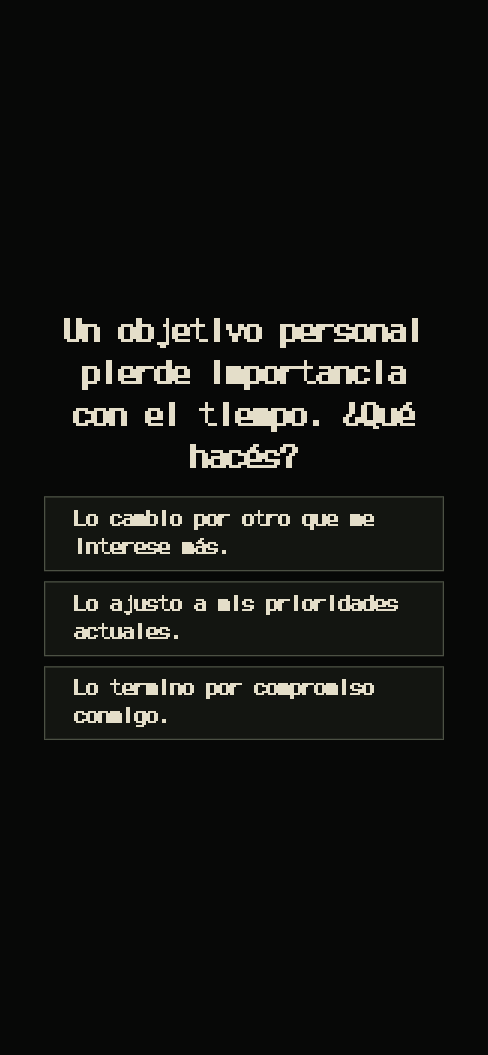 Un objetivo personal
pierde importancia
con el tiempo. ¿Qué
hacés?
Lo cambio por otro que me
interese más.
Lo ajusto a mis prioridades
actuales.
Lo termino por compromiso
conmigo.